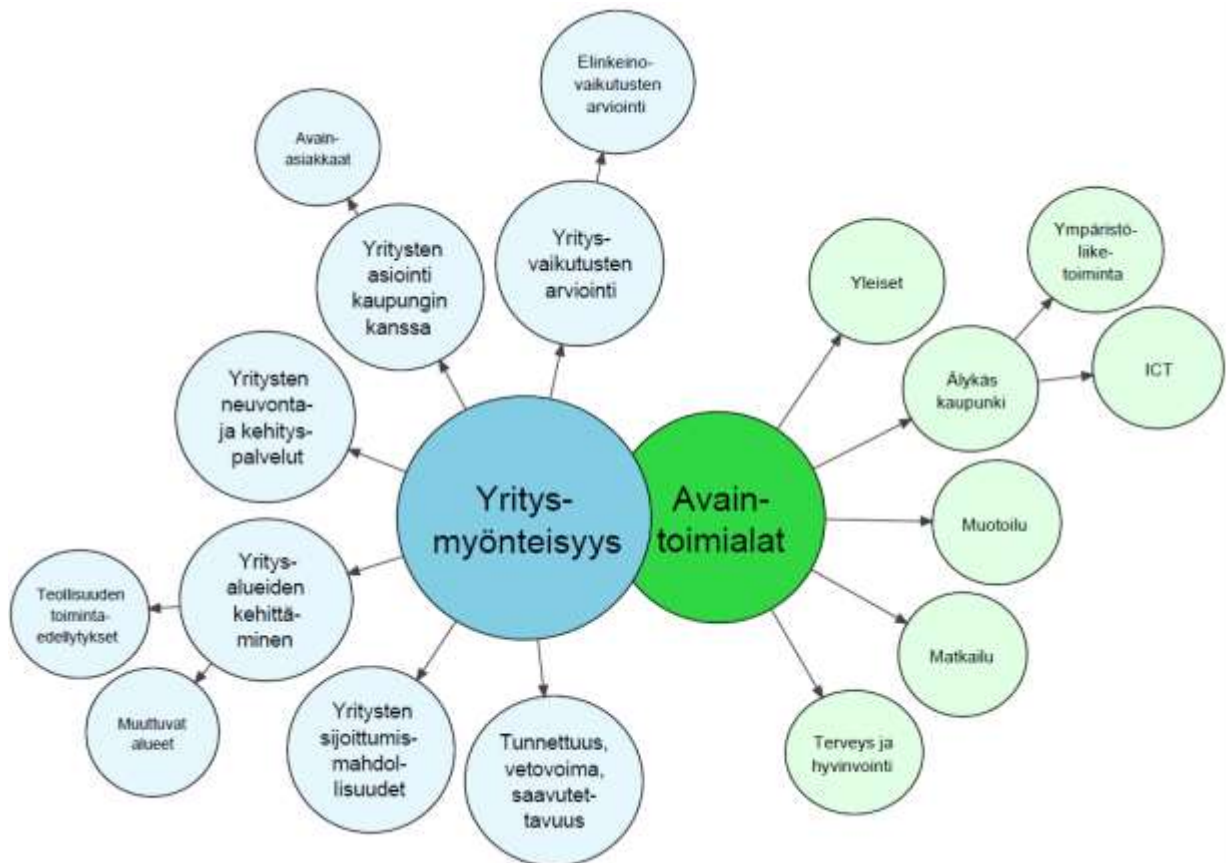 Elinkeino-
vaikutusten
arviointi
Avain-
asiakkaat
Yritysten
asiointi
kaupungin
kanssa
Yritys-
vaikutusten
arviointi
Yleiset
Ympäristö-
liike-
toiminta
Älykäs
kaupunki
ICT
Yritysten
neuvonta-
ja kehitys-
palvelut
Yritys-
myönteisyys
Avain-
toimialat
Muotoilu
Yritys-
alueiden
kehittä-
minen
Teollisuuden
toiminta-
edellytykset
Muuttuvat
alueet
Matkailu
Yritysten
sijoittumis-
mahdol-
lisuudet
Tunnettuus,
vetovoima,
saavutet-
tavuus
Terveys ja
hyvinvointi